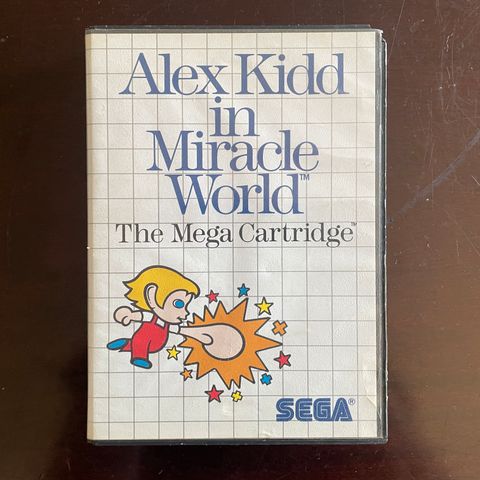 Alex Kidd
in
Miracle
World™
The Mega Cartridge™
SEGA®